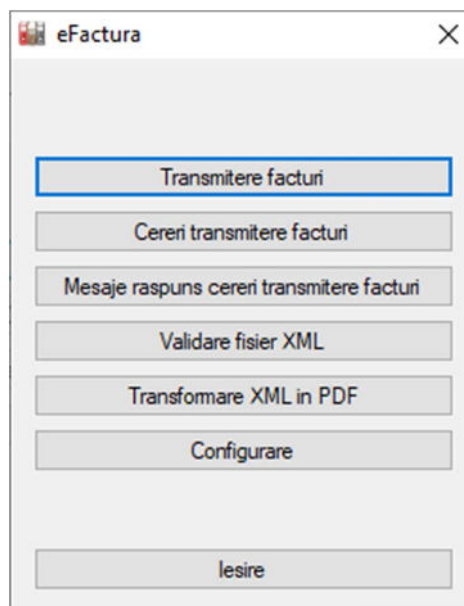 eFactura
Transmitere facturi
Cereri transmitere facturi
Mesaje raspuns cereri transmitere facturi
Validare fisier XML
Transformare XML in PDF
Configurare
Iesire